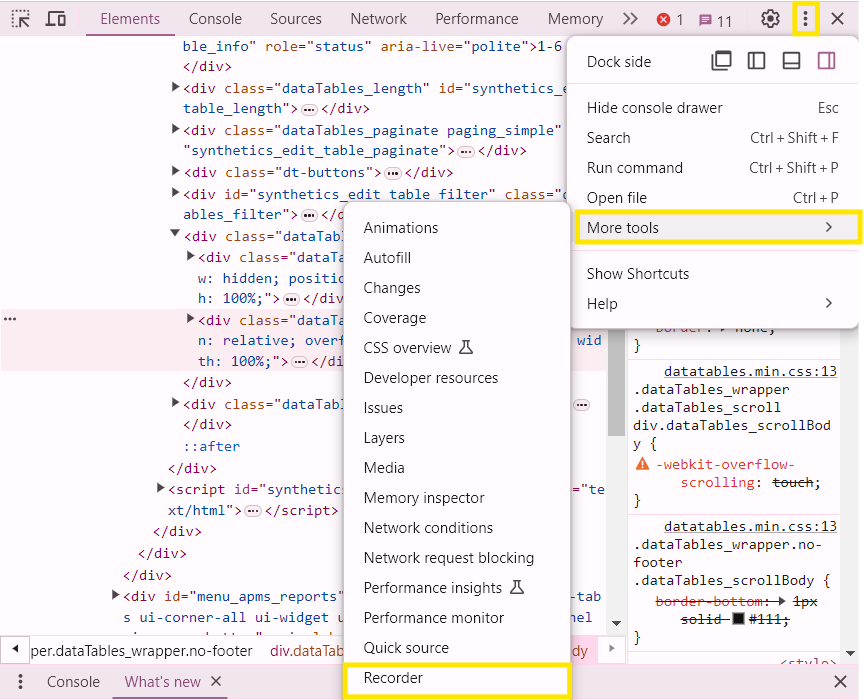 Elements Console Sources Network Performance Memory 1 11
ble_info" role="status" aria-live="polite">1-6
</div>
<div class="dataTables_length" id="synthetics_e
table_length"> ... </div>
<div class="dataTables_paginate paging_simple"
"synthetics_edit_table_paginate"> ... </div>
<div class="dt-buttons"> ... </div>
<div id="synthetics_edit_table_filter" class="
ables_filter"> ...
<div class="dataTab
<div class="dataTa
w: hidden; positio
h: 100%;"> ... </div
...
<div class="dataTa
n: relative; overf
wid
th: 100%;"> ... </di
</div>
<div class="dataTabl
...
</div>
::after
</div>
<script id="synthetics
="te
xt/html"> ... </script>
</div>
</div>
</div>
<div id="menu_apms_reports"
-tab
s ui-corner-all ui-widget u
nel
per.dataTables_wrapper.no-footer div.dataTab
dy
Console What's new
Dock side
Hide console drawer Esc
Search Ctrl + Shift + F
Run command Ctrl + Shift + P
Open file Ctrl + P
More tools
Show Shortcuts
Help
Animations
Autofill
Changes
Coverage
CSS overview
Developer resources
Issues
Layers
Media
Memory inspector
Network conditions
Network request blocking
Performance insights
Performance monitor
Quick source
Recorder
border: none;
}
datatables.min.css:13
.dataTables_wrapper
.dataTables_scroll
div.dataTables_scrollBod
y {
-webkit-overflow-
scrolling: touch;
}
datatables.min.css:13
.dataTables_wrapper.no-
footer
.dataTables_scrollBody {
border-bottom: 1px
solid #111;
}
<style>